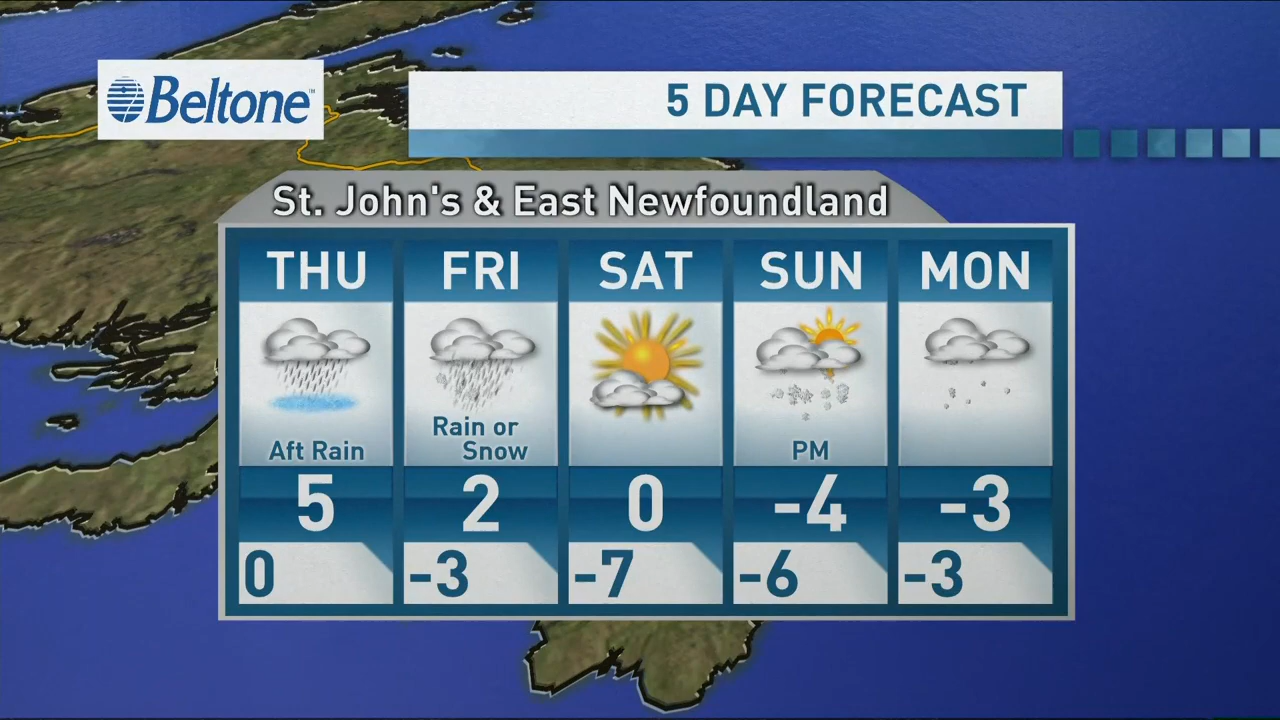 Beltone™
5 DAY FORECAST
St. John's & East Newfoundland
THU FRI SAT SUN MON
Aft Rain
Rain or
Snow
PM
5 2 0 -4 -3
0 -3 -7 -6 -3